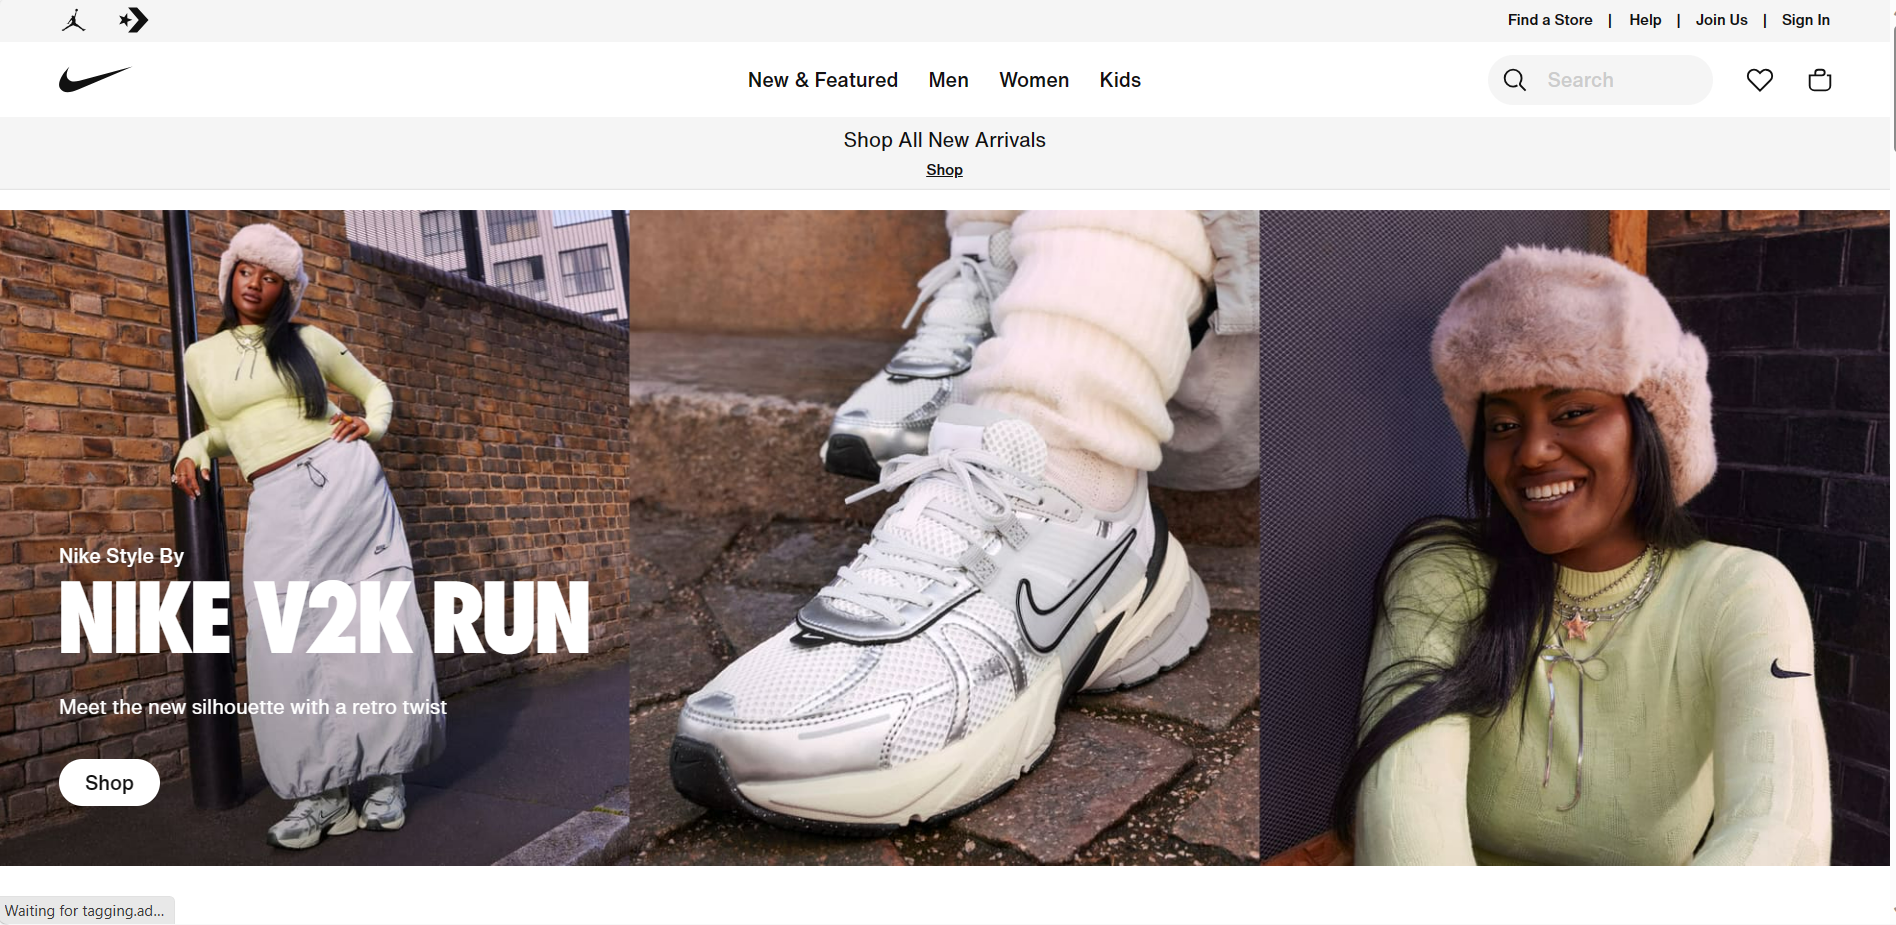 Find a Store | Help | Join Us | Sign In
New & Featured Men Women Kids
Search
Shop All New Arrivals
Shop
Nike Style By
NIKE V2K RUN
Meet the new silhouette with a retro twist
Shop
Waiting for tagging.ad...